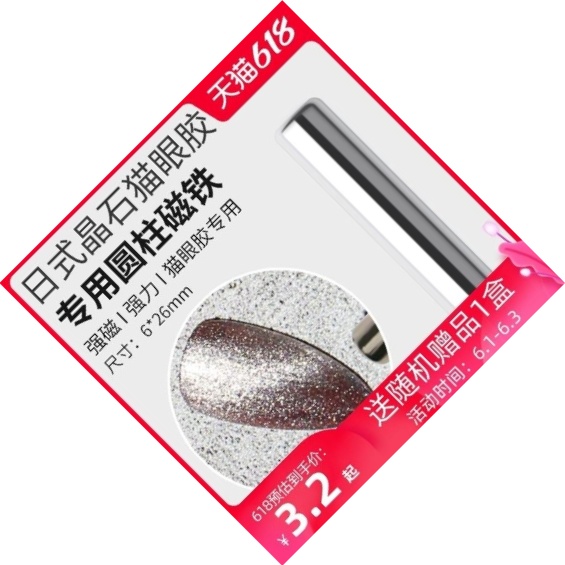 天猫618
日式晶石猫眼胶
专用圆柱磁铁
强磁丨强力丨猫眼胶专用
尺寸：6*26mm
送随机赠品1盒
活动时间：6.1-6.3
618预估到手价：
¥3.2起